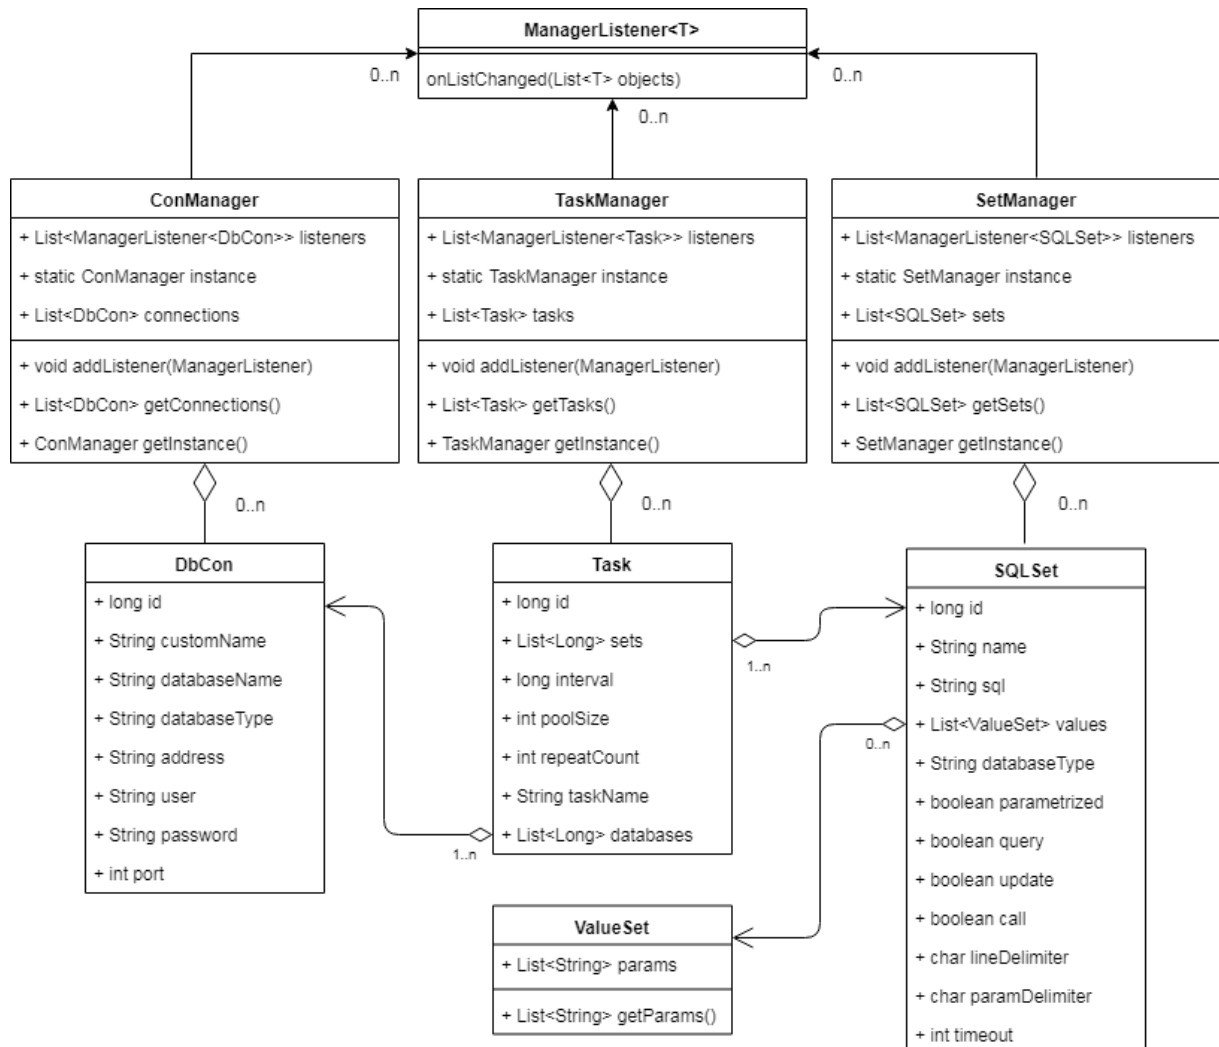 ManagerListener<T>
onListChanged(List<T> objects)
0..n
0..n
0..n
ConManager
+ List<ManagerListener<DbCon>> listeners
+ static ConManager instance
+ List<DbCon> connections
+ void addListener(ManagerListener)
+ List<DbCon> getConnections()
+ ConManager getInstance()
TaskManager
+ List<ManagerListener<Task>> listeners
+ static TaskManager instance
+ List<Task> tasks
+ void addListener(ManagerListener)
+ List<Task> getTasks()
+ TaskManager getInstance()
SetManager
+ List<ManagerListener<SQLSet>> listeners
+ static SetManager instance
+ List<SQLSet> sets
+ void addListener(ManagerListener)
+ List<SQLSet> getSets()
+ SetManager getInstance()
0..n
0..n
0..n
DbCon
+ long id
+ String customName
+ String databaseName
+ String databaseType
+ String address
+ String user
+ String password
+ int port
Task
+ long id
+ List<Long> sets
+ long interval
+ int poolSize
+ int repeatCount
+ String taskName
+ List<Long> databases
1..n
1..n
SQLSet
+ long id
+ String name
+ String sql
+ List<ValueSet> values
+ String databaseType
+ boolean parametrized
+ boolean query
+ boolean update
+ boolean call
+ char lineDelimiter
+ char paramDelimiter
+ int timeout
0..n
ValueSet
+ List<String> params
+ List<String> getParams()